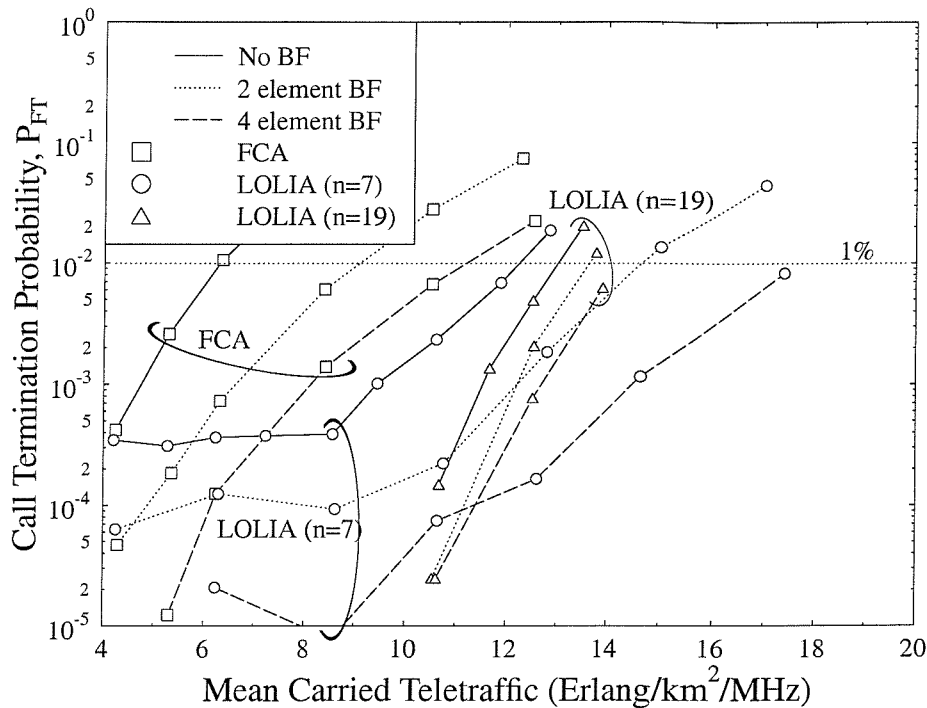 10^0
5
2
10^-1
5
2
10^-2
5
2
10^-3
5
2
10^-4
5
2
10^-5
Call Termination Probability, P_FT
No BF
2 element BF
4 element BF
FCA
LOLIA (n=7)
LOLIA (n=19)
LOLIA (n=19)
1%
FCA
LOLIA (n=7)
4 6 8 10 12 14 16 18 20
Mean Carried Teletraffic (Erlang/km^2/MHz)